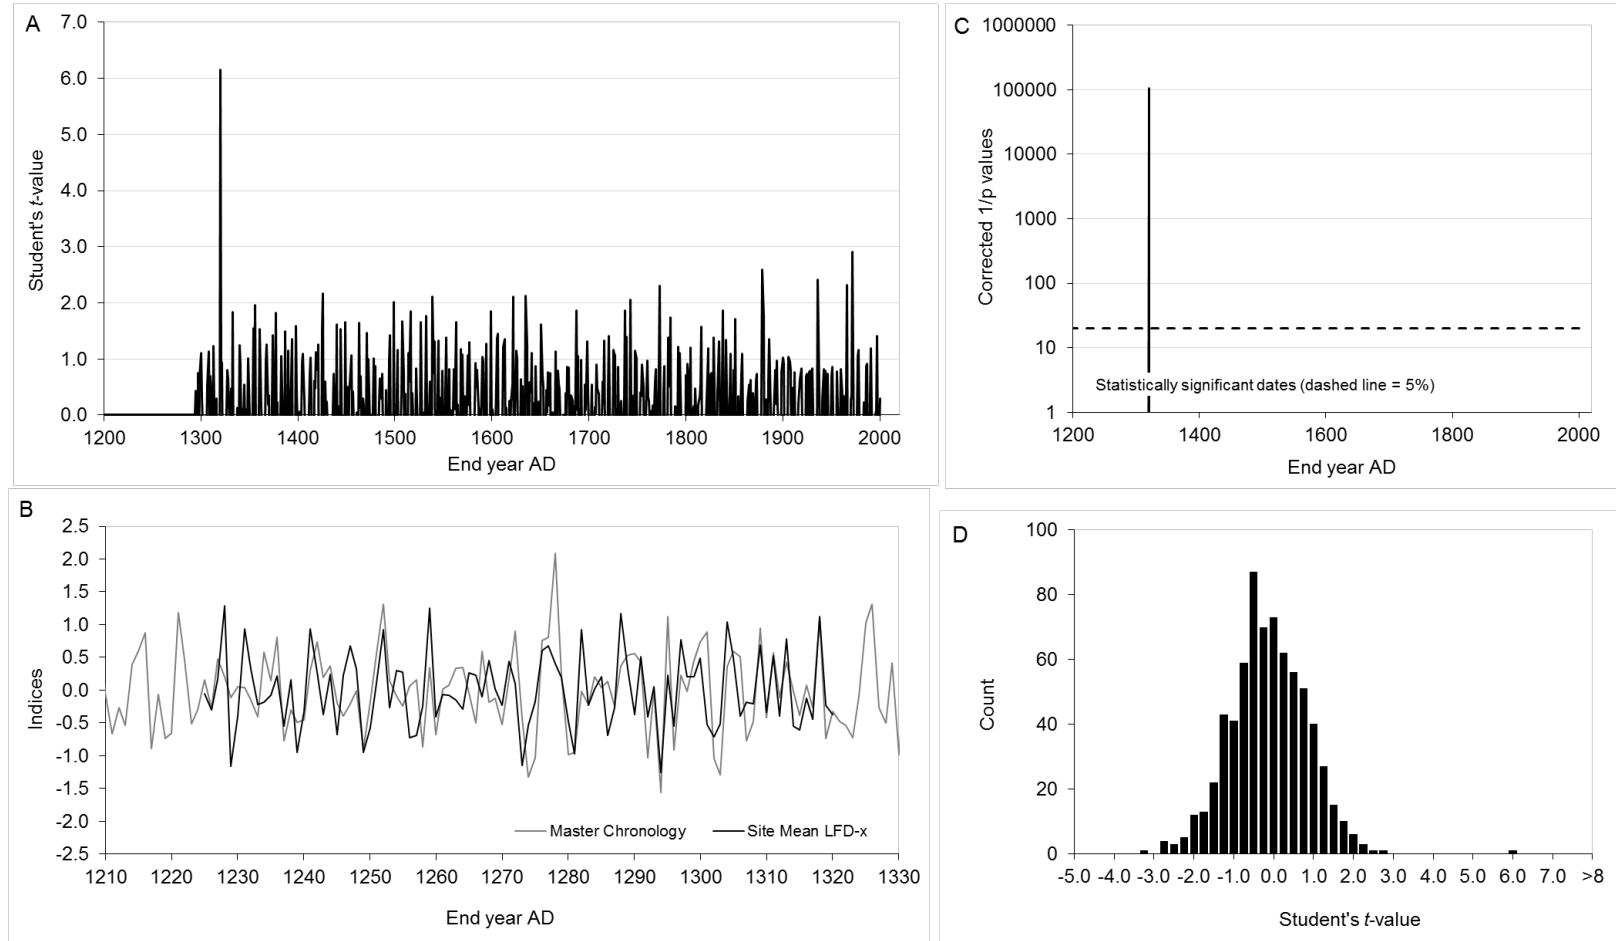 A
7.0
6.0
5.0
4.0
3.0
2.0
1.0
0.0
Student's t-value
1200 1300 1400 1500 1600 1700 1800 1900 2000
End year AD
C
1000000
100000
10000
1000
100
10
1
Corrected 1/p values
Statistically significant dates (dashed line = 5%)
1200 1400 1600 1800 2000
End year AD
B
2.5
2.0
1.5
1.0
0.5
0.0
-0.5
-1.0
-1.5
-2.0
-2.5
Indices
Master Chronology Site Mean LFD-x
1210 1220 1230 1240 1250 1260 1270 1280 1290 1300 1310 1320 1330
End year AD
D
100
80
60
40
20
0
Count
-5.0 -4.0 -3.0 -2.0 -1.0 0.0 1.0 2.0 3.0 4.0 5.0 6.0 7.0 >8
Student's t-value